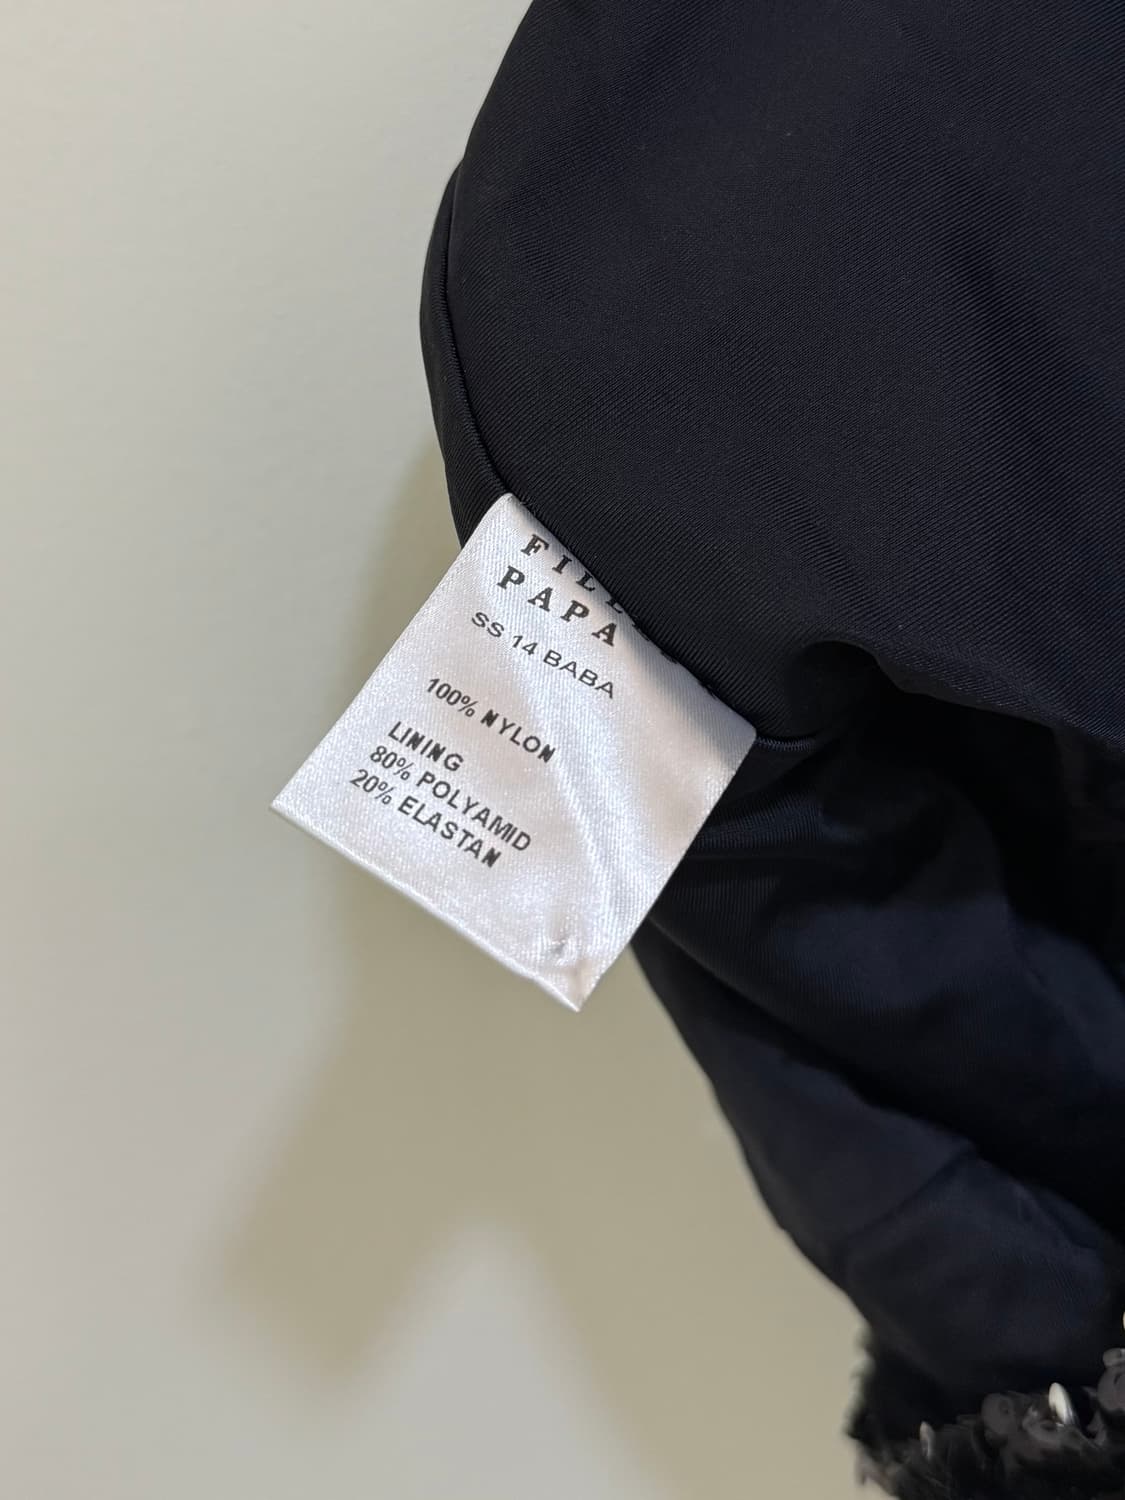 PAPA
SS 14 BABA
100% NYLON
LINING
80% POLYAMID
20% ELASTAN